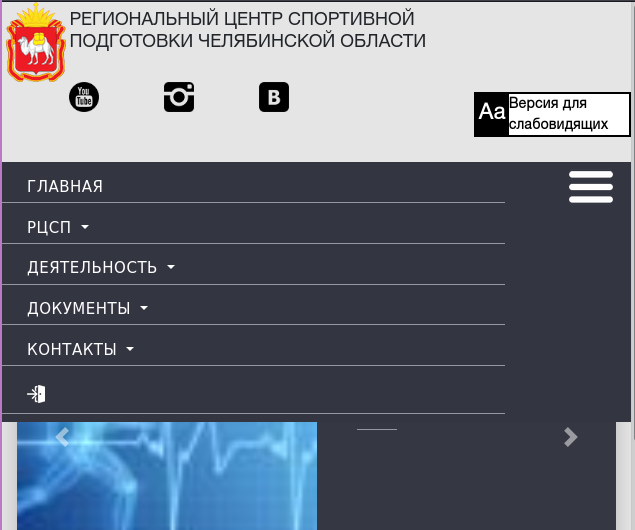 РЕГИОНАЛЬНЫЙ ЦЕНТР СПОРТИВНОЙ
ПОДГОТОВКИ ЧЕЛЯБИНСКОЙ ОБЛАСТИ
You
Tube
B
Aa
Версия для
слабовидящих
ГЛАВНАЯ
РЦСП
ДЕЯТЕЛЬНОСТЬ
ДОКУМЕНТЫ
КОНТАКТЫ